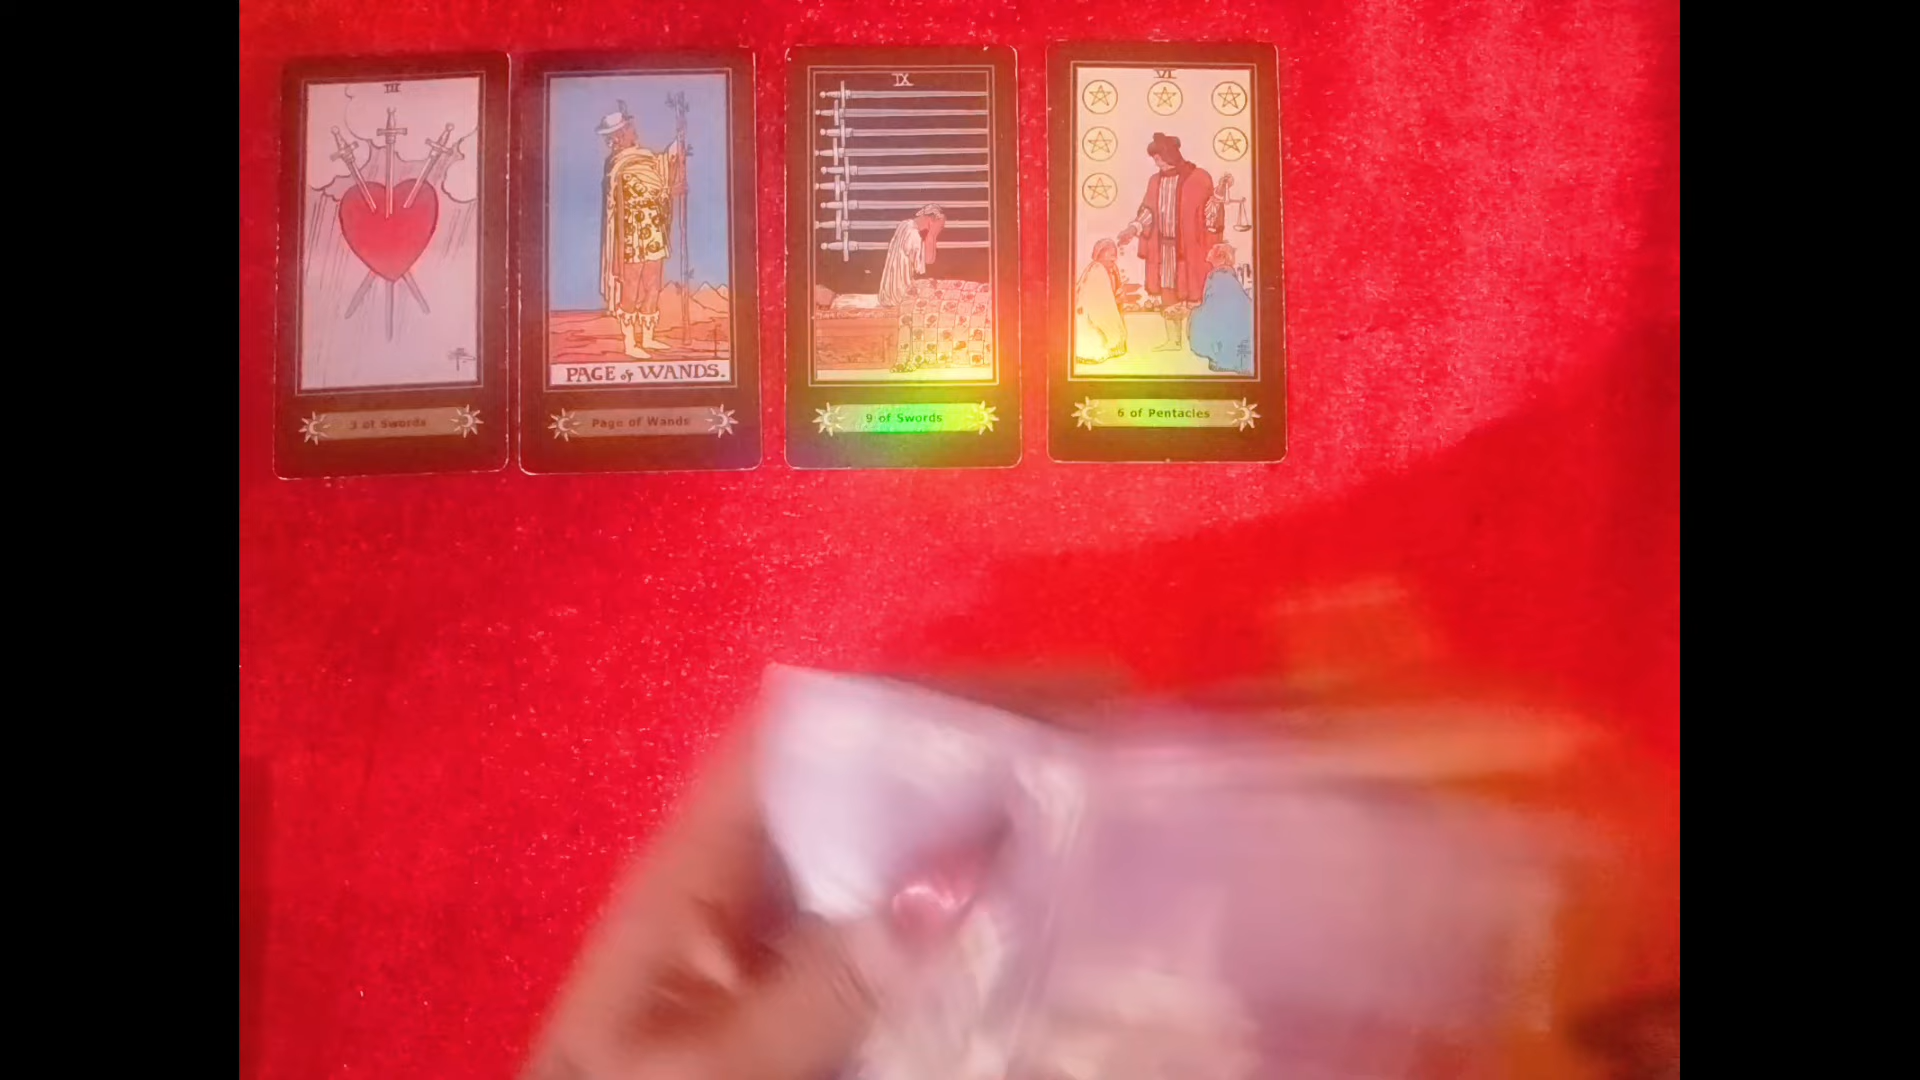 III
3 of Swords
PAGE of WANDS.
Page of Wands
IX
9 of Swords
VI
6 of Pentacles